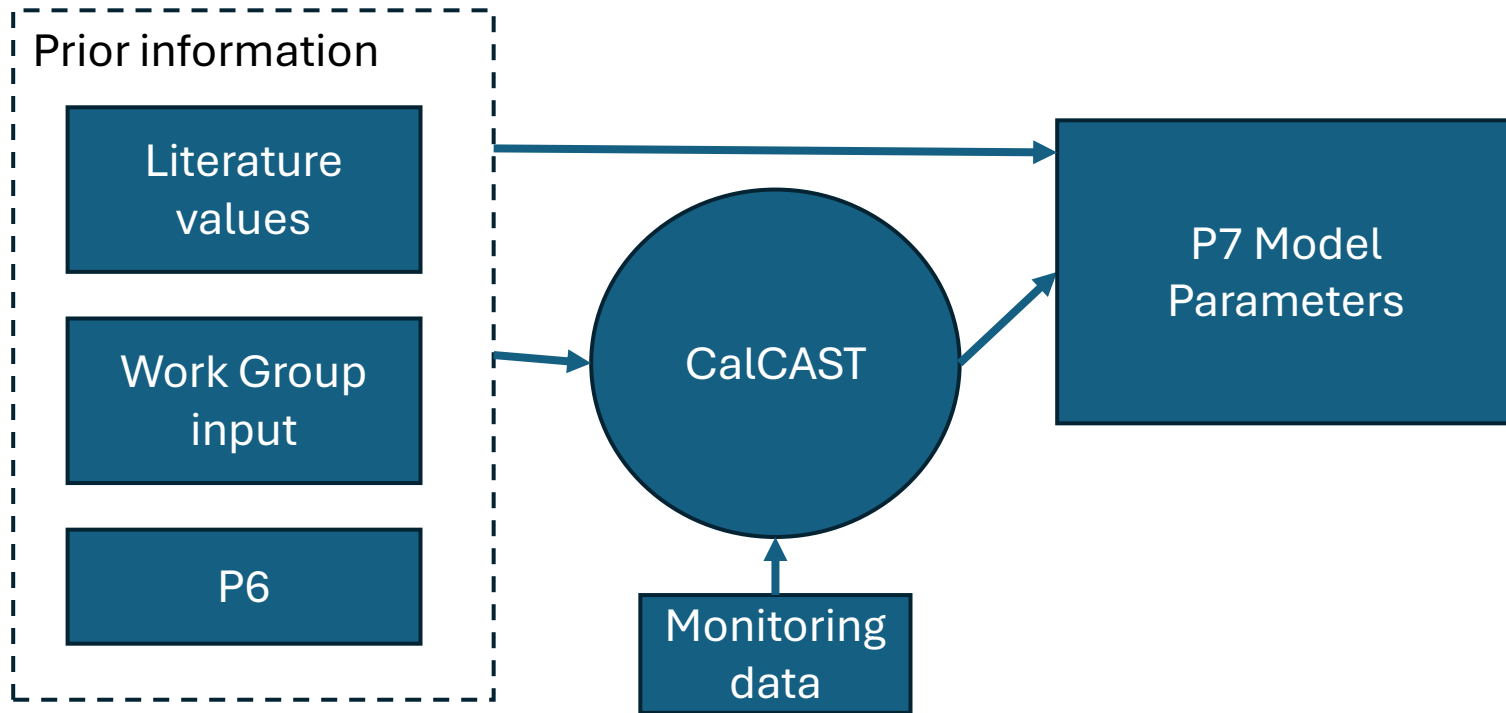 Prior information
Literature
values
Work Group
input
P6
CalCAST
Monitoring
data
P7 Model
Parameters